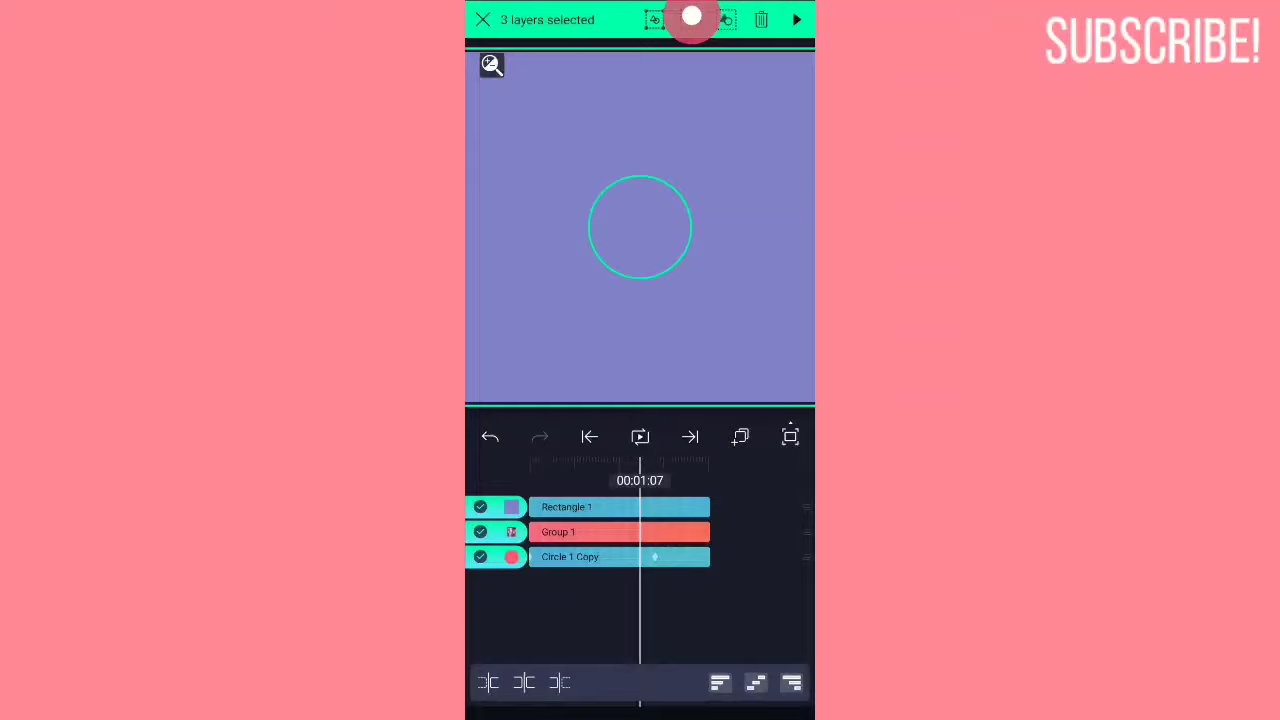 3 layers selected
SUBSCRIBE!
00:01:07
Rectangle 1
Group 1
Circle 1 Copy